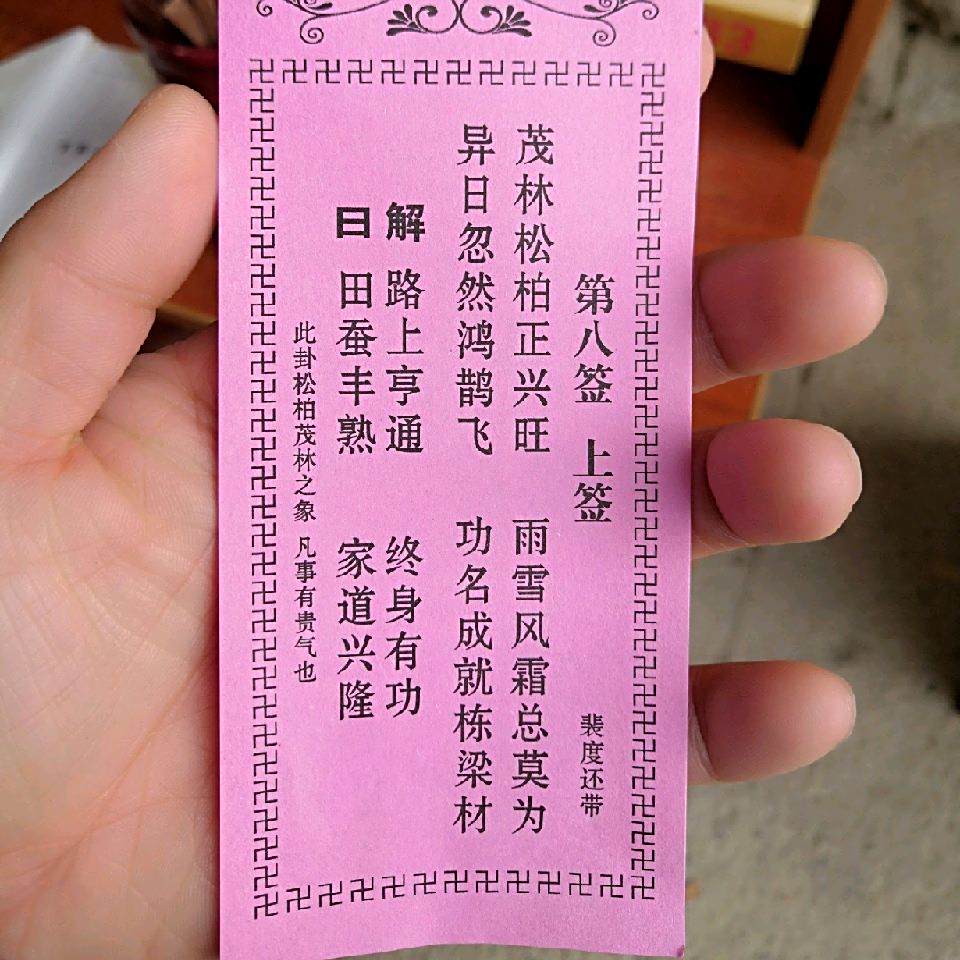 第八签 上签 裴度还带
茂林松柏正兴旺 雨雪风霜总莫为
异日忽然鸿鹊飞 功名成就栋梁材
解 路上亨通 终身有功
曰 田蚕丰熟 家道兴隆
此卦松柏茂林之象 凡事有贵气也